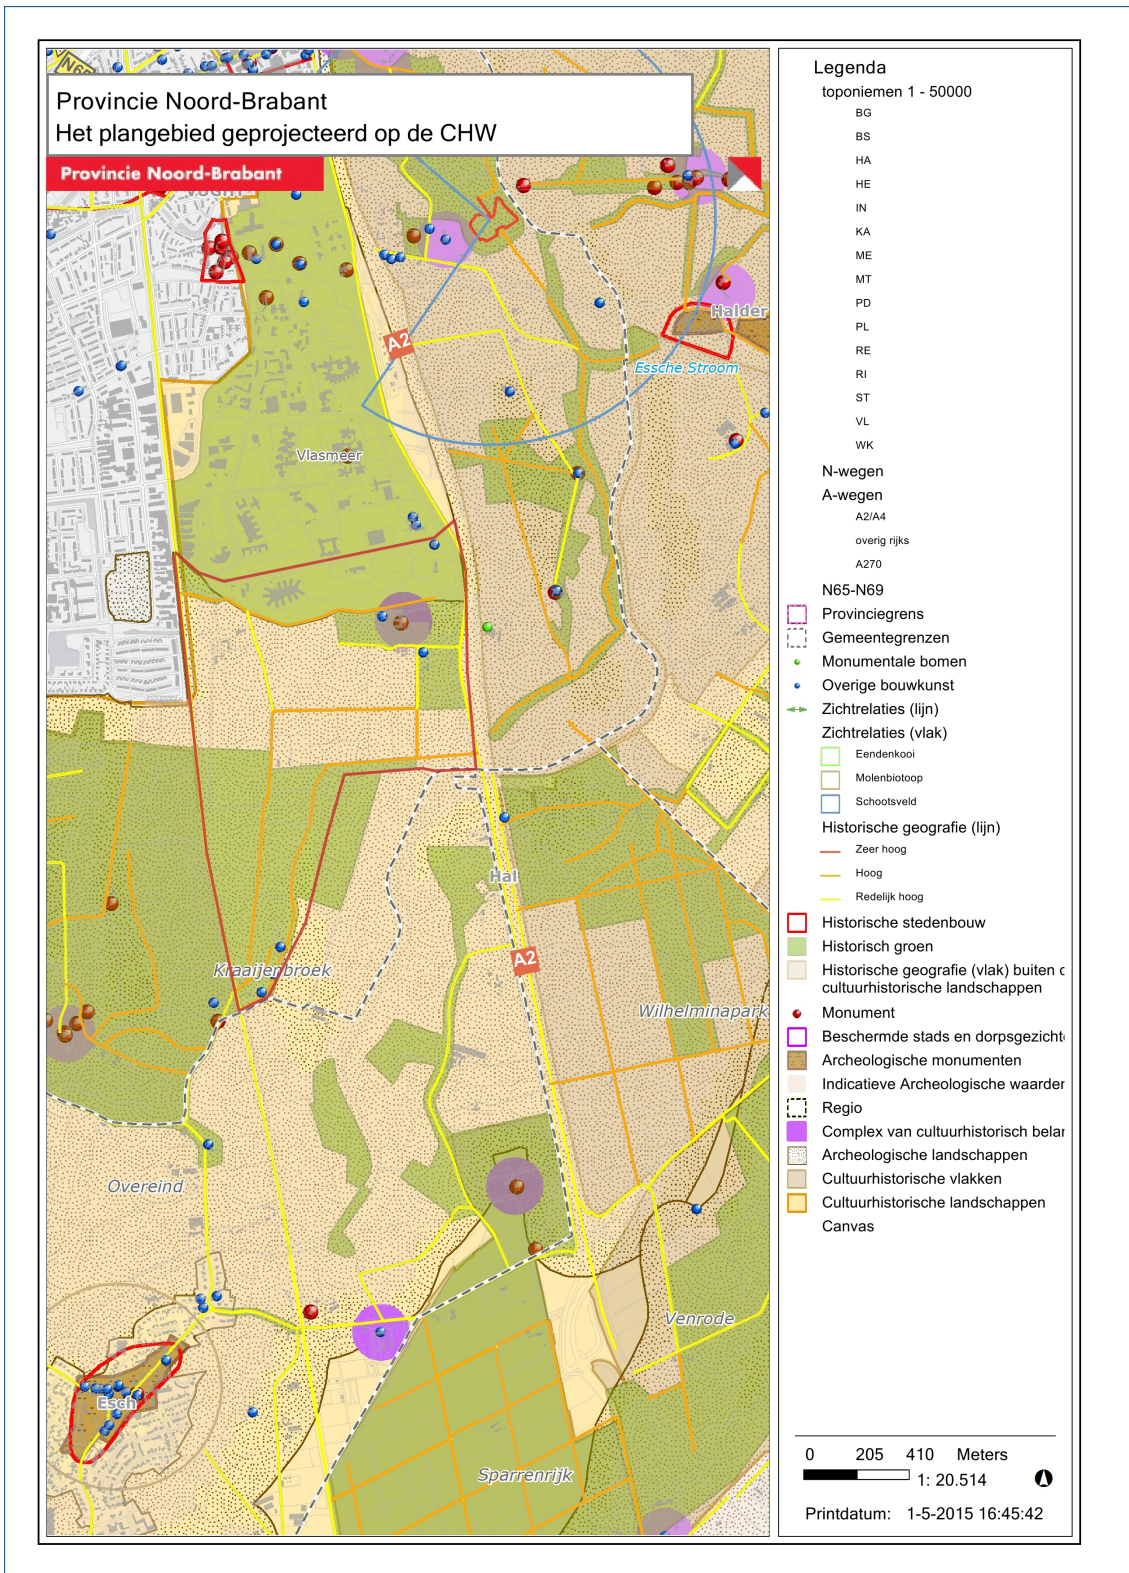 Provincie Noord-Brabant
Het plangebied geprojecteerd op de CHW
Provincie Noord-Brabant
A2
Halder
Essche Stroom
Vlasmeer
Hal
A2
Kraaijenbroek
Wilhelminapark
Overeind
Venrode
Esch
Sparrenrijk
Legenda
toponiemen 1 - 50000
BG
BS
HA
HE
IN
KA
ME
MT
PD
PL
RE
RI
ST
VL
WK
N-wegen
A-wegen
A2/A4
overig rijks
A270
N65-N69
Provinciegrens
Gemeentegrenzen
Monumentale bomen
Overige bouwkunst
Zichtrelaties (lijn)
Zichtrelaties (vlak)
Eendenkooi
Molenbiotoop
Schootsveld
Historische geografie (lijn)
Zeer hoog
Hoog
Redelijk hoog
Historische stedenbouw
Historisch groen
Historische geografie (vlak) buiten c
cultuurhistorische landschappen
Monument
Beschermde stads en dorpsgezicht
Archeologische monumenten
Indicatieve Archeologische waarder
Regio
Complex van cultuurhistorisch belar
Archeologische landschappen
Cultuurhistorische vlakken
Cultuurhistorische landschappen
Canvas
0 205 410 Meters
1: 20.514
Printdatum: 1-5-2015 16:45:42